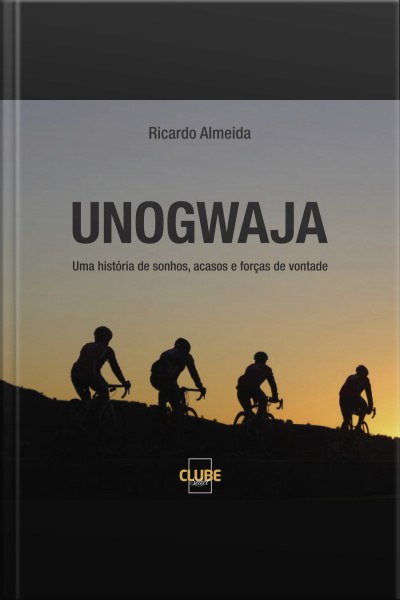 Ricardo Almeida
UNOGWAJA
Uma história de sonhos, acasos e forças de vontade
CLUBE